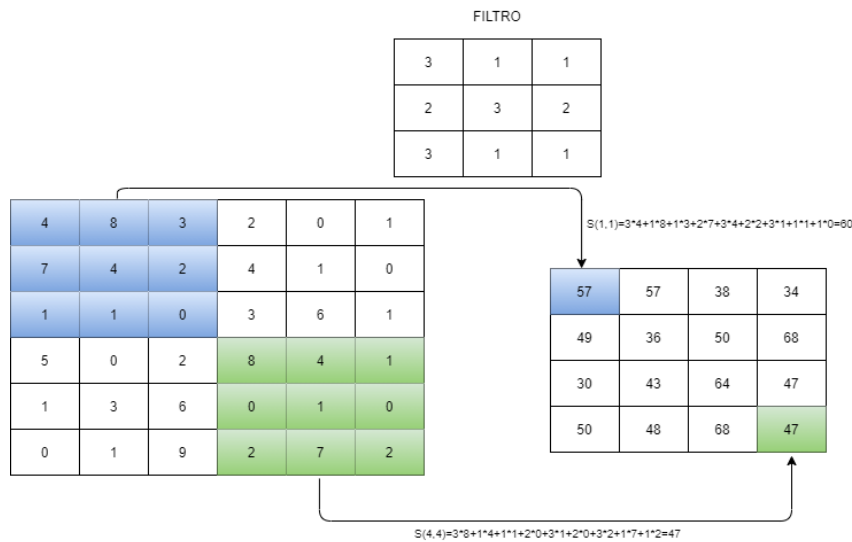 FILTRO
3 1 1
2 3 2
3 1 1
S(1,1)=3*4+1*8+1*3+2*7+3*4+2*2+3*1+1*1+1*0=60
4 8 3 2 0 1
7 4 2 4 1 0
1 1 0 3 6 1
5 0 2 8 4 1
1 3 6 0 1 0
0 1 9 2 7 2
57 57 38 34
49 36 50 68
30 43 64 47
50 48 68 47
S(4,4)=3*8+1*4+1*1+2*0+3*1+2*0+3*2+1*7+1*2=47